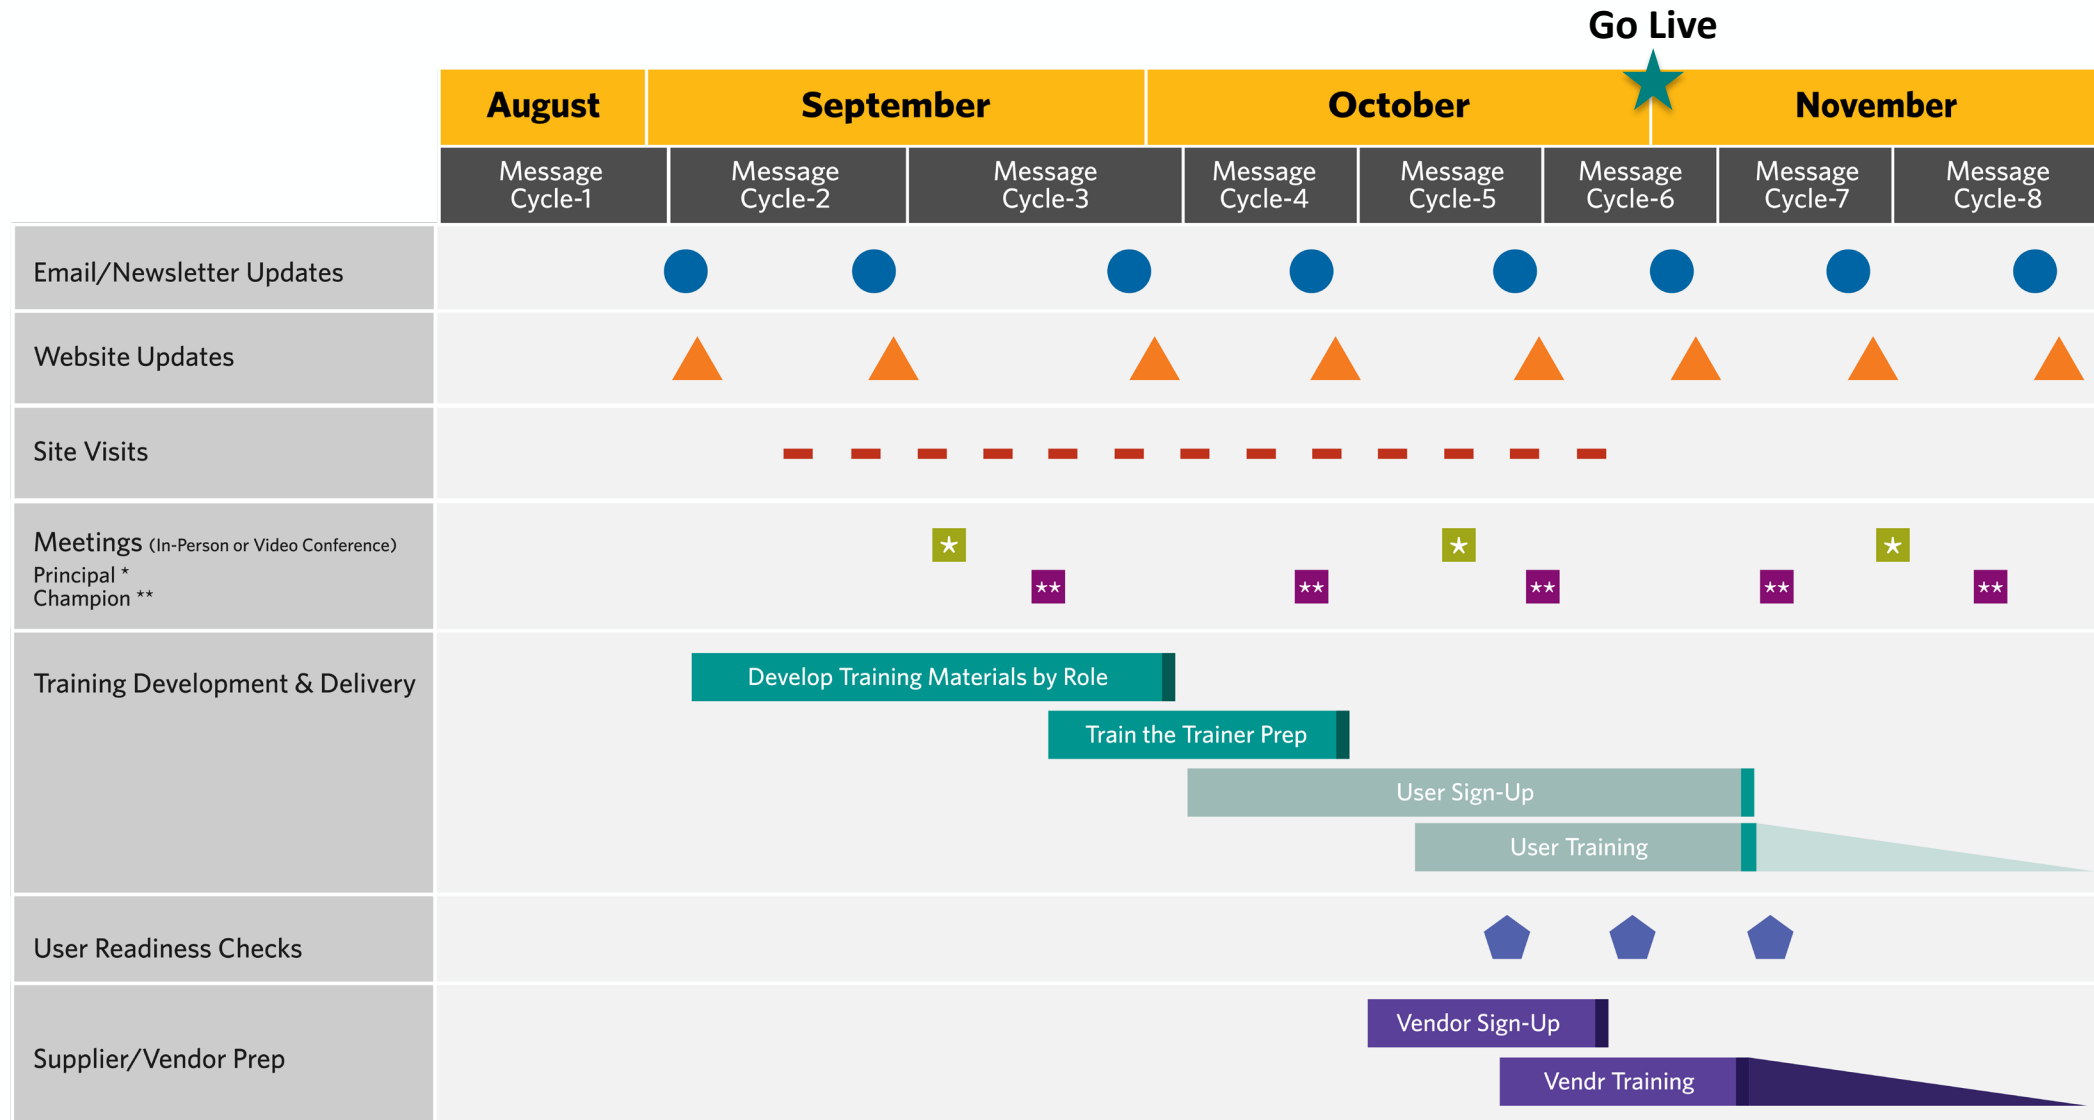 Go Live
August
September
October
November
Message
Cycle-1
Message
Cycle-2
Message
Cycle-3
Message
Cycle-4
Message
Cycle-5
Message
Cycle-6
Message
Cycle-7
Message
Cycle-8
Email/Newsletter Updates
Website Updates
Site Visits
Meetings (In-Person or Video Conference)
Principal *
Champion **
*
*
*
**
**
**
**
**
Training Development & Delivery
Develop Training Materials by Role
Train the Trainer Prep
User Sign-Up
User Training
User Readiness Checks
Supplier/Vendor Prep
Vendor Sign-Up
Vendr Training